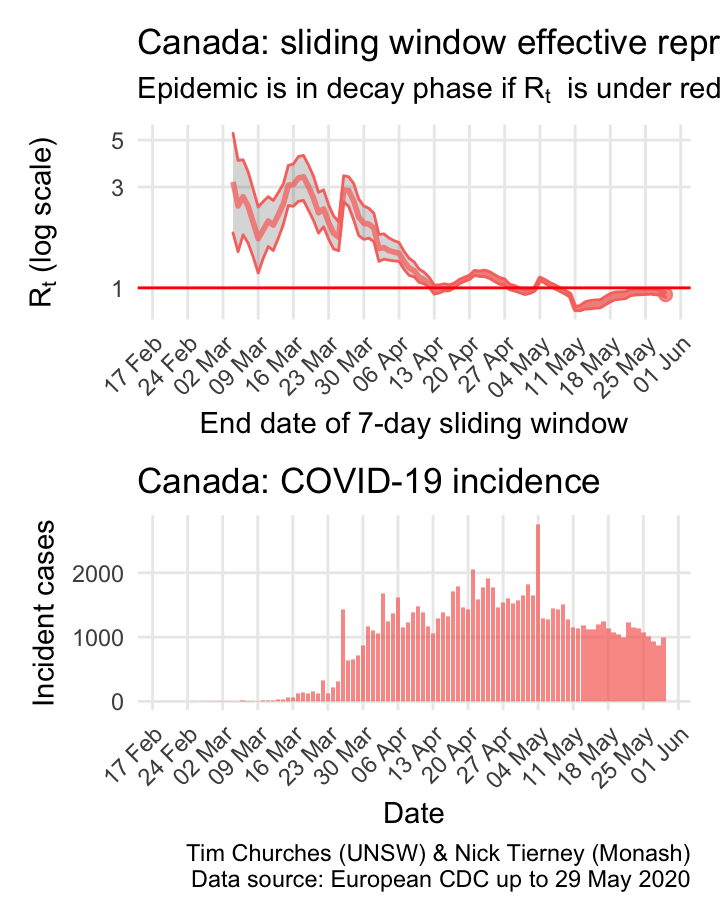 Canada: sliding window effective repr
Epidemic is in decay phase if Rt is under red
Rt (log scale)
5
3
1
17 Feb
24 Feb
02 Mar
09 Mar
16 Mar
23 Mar
30 Mar
06 Apr
13 Apr
20 Apr
27 Apr
04 May
11 May
18 May
25 May
01 Jun
End date of 7-day sliding window
Canada: COVID-19 incidence
Incident cases
2000
1000
0
17 Feb
24 Feb
02 Mar
09 Mar
16 Mar
23 Mar
30 Mar
06 Apr
13 Apr
20 Apr
27 Apr
04 May
11 May
18 May
25 May
01 Jun
Date
Tim Churches (UNSW) & Nick Tierney (Monash)
Data source: European CDC up to 29 May 2020